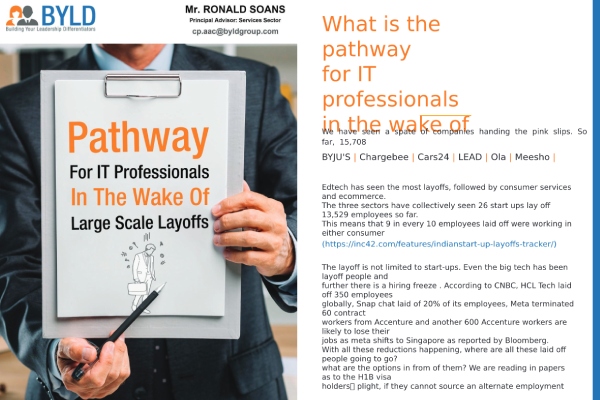 BYLD
Building Your Leadership Differentiators
Mr. RONALD SOANS
Principal Advisor: Services Sector
cp.aac@byldgroup.com
Pathway
For IT Professionals
In The Wake Of
Large Scale Layoffs
What is the
pathway
for IT
professionals
in the wake of
We have seen a spate of companies handing the pink slips. So
far, 15,708
BYJU'S | Chargebee | Cars24 | LEAD | Ola | Meesho |
Edtech has seen the most layoffs, followed by consumer services
and ecommerce.
The three sectors have collectively seen 26 start ups lay off
13,529 employees so far.
This means that 9 in every 10 employees laid off were working in
either consumer
(https://inc42.com/features/indianstart-up-layoffs-tracker/)
The layoff is not limited to start-ups. Even the big tech has been
layoff people and
further there is a hiring freeze . According to CNBC, HCL Tech laid
off 350 employees
globally, Snap chat laid of 20% of its employees, Meta terminated
60 contract
workers from Accenture and another 600 Accenture workers are
likely to lose their
jobs as meta shifts to Singapore as reported by Bloomberg.
With all these reductions happening, where are all these laid off
people going to go?
what are the options in from of them? We are reading in papers
as to the H1B visa
holders plight, if they cannot source an alternate employment